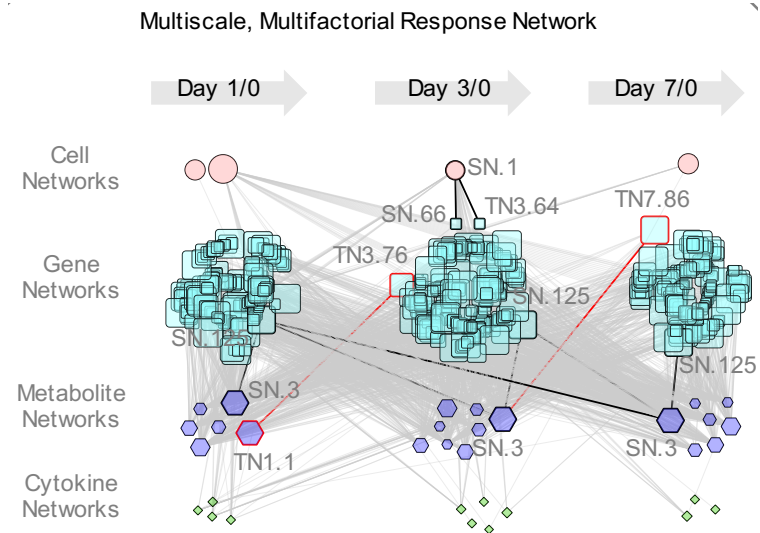 Multiscale, Multifactorial Response Network
Day 1/0
Day 3/0
Day 7/0
Cell
Networks
SN.1
SN.66
TN3.64
TN7.86
TN3.76
Gene
Networks
SN.125
SN.125
SN.125
Metabolite
Networks
SN.3
SN.3
SN.3
TN1.1
Cytokine
Networks